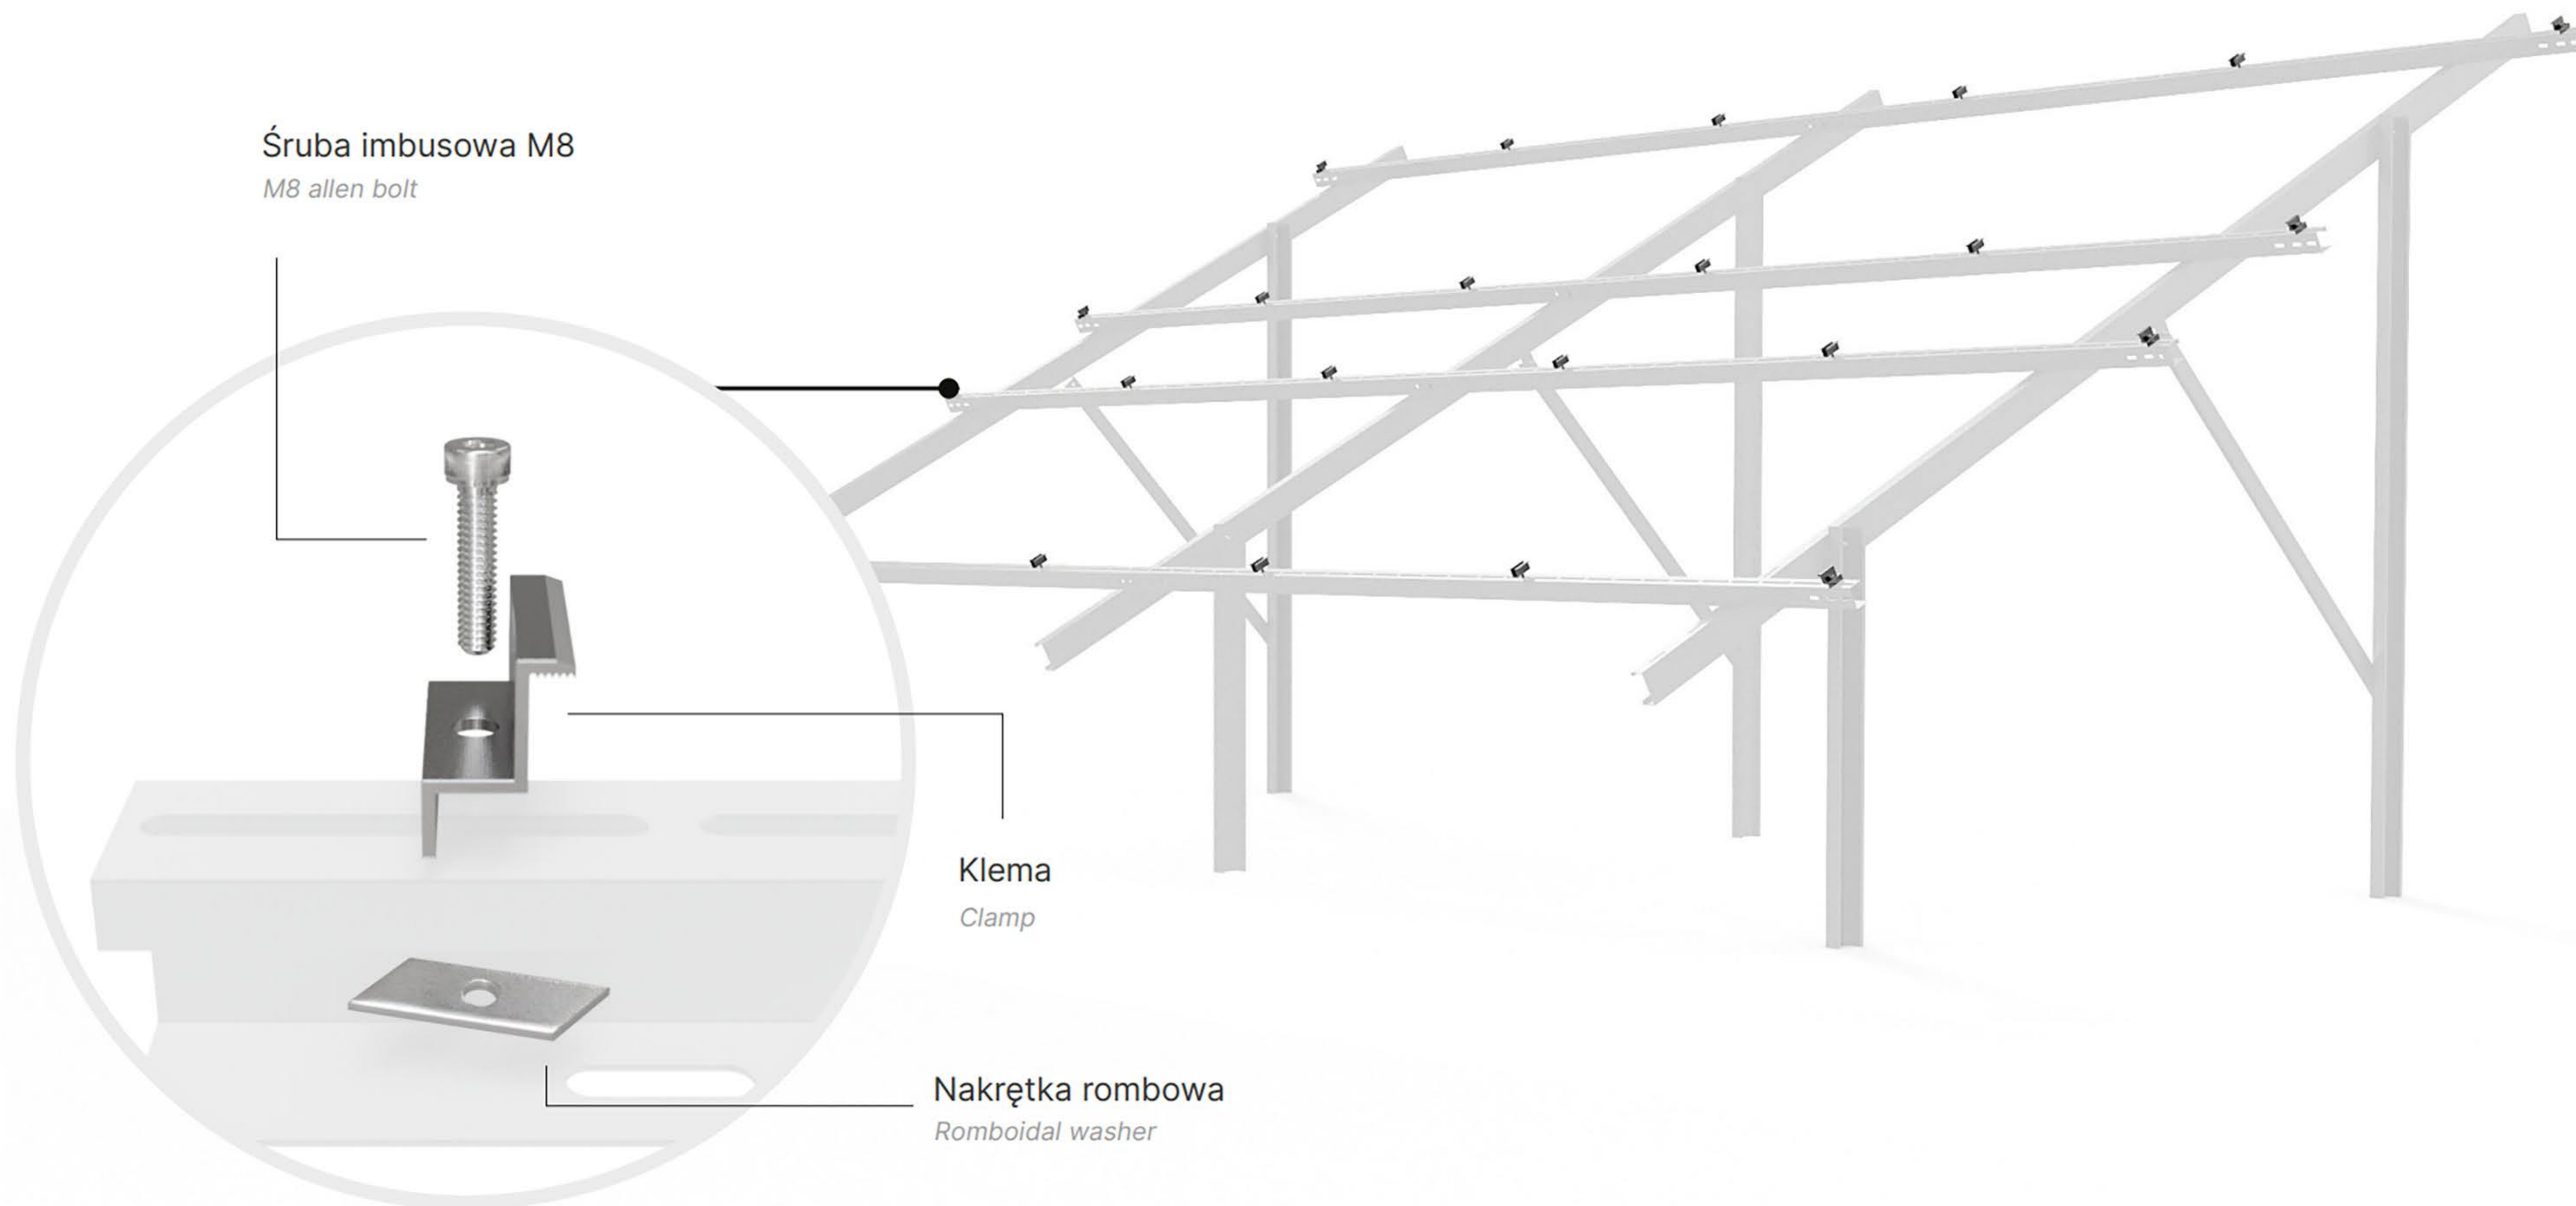 Śruba imbusowa M8
M8 allen bolt
Klema
Clamp
Nakrętka rombowa
Romboidal washer